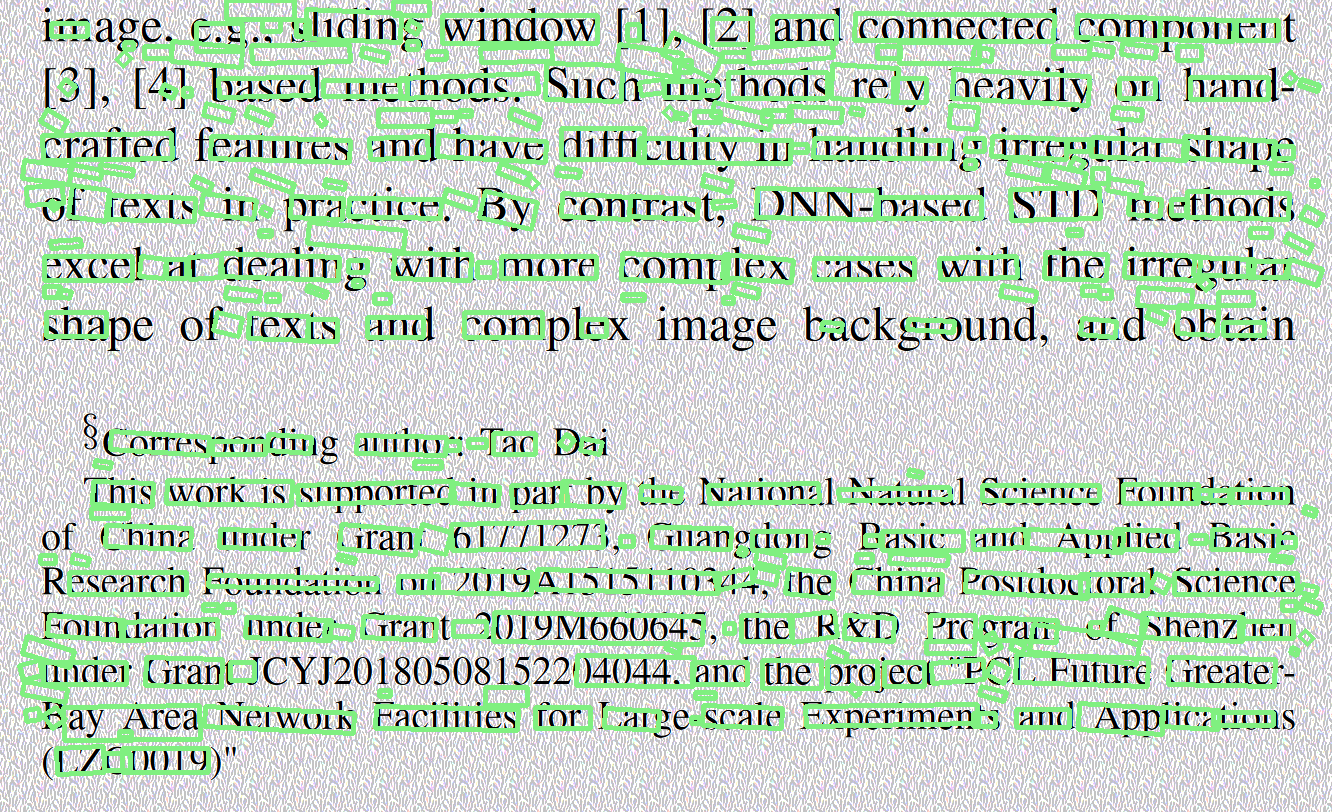 image. e.g., sliding window [1], [2] and connected component
[3], [4] based methods. Such methods rely heavily on hand-
crafted features and have difficulty in handling irregular shape
of texts in practice. By contrast, DNN-based STD methods
excel at dealing with more complex cases with the irregular
shape of texts and complex image background, and obtain
§Corresponding author: Tao Dai
This work is supported in part by the National Natural Science Foundation
of China under Grant 61771273, Guangdong Basic and Applied Basic
Research Foundation on 2019A1515110344, the China Postdoctoral Science
Foundation under Grant 2019M660645, the R&D Program of Shenzhen
under Grant JCYJ20180508152204044, and the project "PCL Future Greater-
Bay Area Network Facilities for Large-scale Experiments and Applications
(LZC0019)"